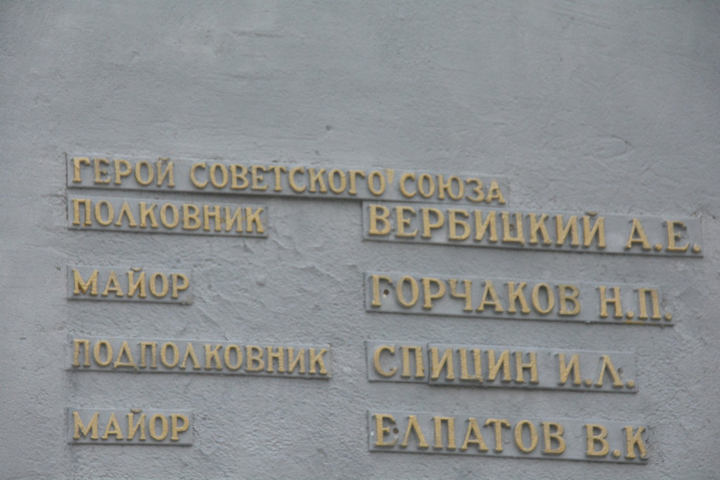 ГЕРОЙ СОВЕТСКОГО СОЮЗА
ПОЛКОВНИК ВЕРБИЦКИЙ А.Е.
МАЙОР ГОРЧАКОВ Н.П.
ПОДПОЛКОВНИК СПИЦИН И.Л.
МАЙОР ЕЛПАТОВ В.К